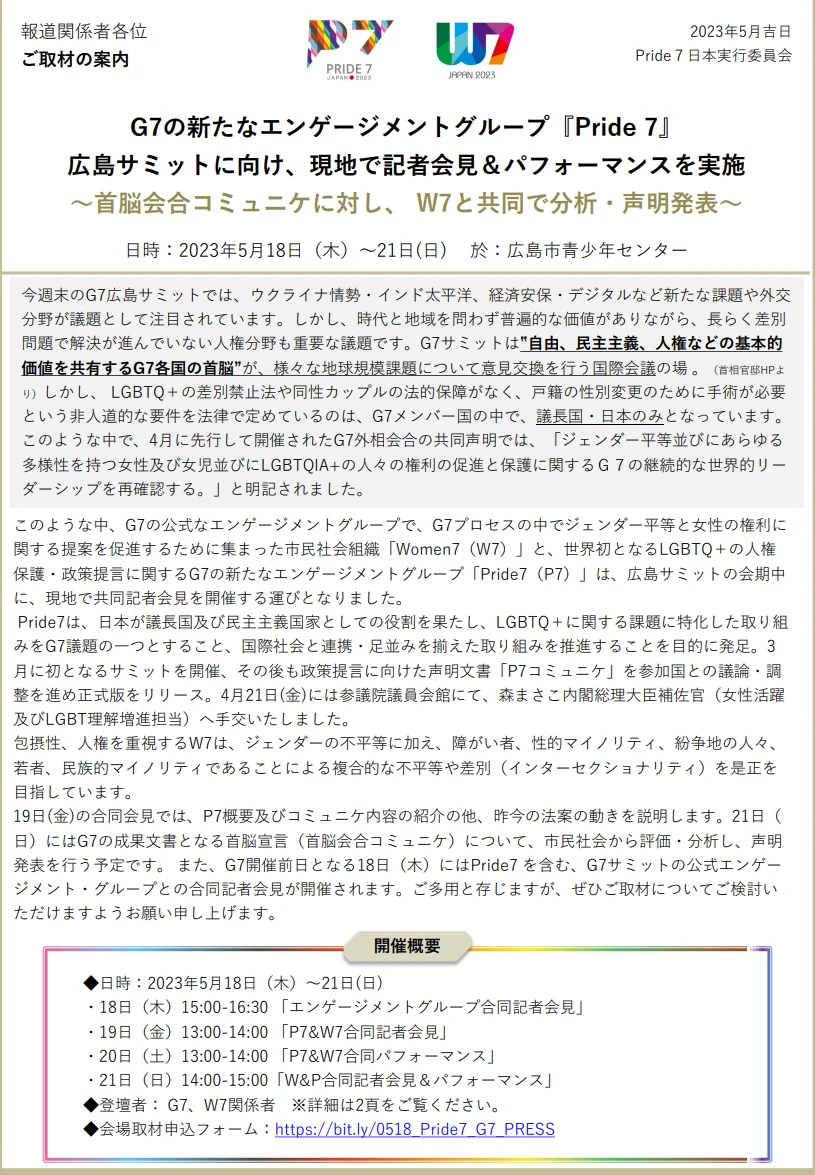 報道関係者各位
ご取材の案内
P7
PRIDE 7
JAPAN●2023
W7
JAPAN 2023
2023年5月吉日
Pride 7 日本実行委員会
G7の新たなエンゲージメントグループ『Pride 7』
広島サミットに向け、現地で記者会見＆パフォーマンスを実施
～首脳会合コミュニケに対し、 W7と共同で分析・声明発表～
日時：2023年5月18日（木）～21日(日)　於：広島市青少年センター
今週末のG7広島サミットでは、ウクライナ情勢・インド太平洋、経済安保・デジタルなど新たな課題や外交
分野が議題として注目されています。しかし、時代と地域を問わず普遍的な価値がありながら、長らく差別
問題で解決が進んでいない人権分野も重要な議題です。G7サミットは"自由、民主主義、人権などの基本的
価値を共有するG7各国の首脳"が、様々な地球規模課題について意見交換を行う国際会議の場 。（首相官邸HPよ
り）しかし、 LGBTQ＋の差別禁止法や同性カップルの法的保障がなく、戸籍の性別変更のために手術が必要
という非人道的な要件を法律で定めているのは、G7メンバー国の中で、議長国・日本のみとなっています。
このような中で、4月に先行して開催されたG7外相会合の共同声明では、「ジェンダー平等並びにあらゆる
多様性を持つ女性及び女児並びにLGBTQIA+の人々の権利の促進と保護に関するＧ７の継続的な世界的リー
ダーシップを再確認する。」と明記されました。
このような中、G7の公式なエンゲージメントグループで、G7プロセスの中でジェンダー平等と女性の権利に
関する提案を促進するために集まった市民社会組織「Women7（W7）」と、世界初となるLGBTQ＋の人権
保護・政策提言に関するG7の新たなエンゲージメントグループ「Pride7（P7）」は、広島サミットの会期中
に、現地で共同記者会見を開催する運びとなりました。
Pride7は、日本が議長国及び民主主義国家としての役割を果たし、LGBTQ＋に関する課題に特化した取り組
みをG7議題の一つとすること、国際社会と連携・足並みを揃えた取り組みを推進することを目的に発足。3
月に初となるサミットを開催、その後も政策提言に向けた声明文書「P7コミュニケ」を参加国との議論・調
整を進め正式版をリリース。4月21日(金)には参議院議員会館にて、森まさこ内閣総理大臣補佐官（女性活躍
及びLGBT理解増進担当）へ手交いたしました。
包摂性、人権を重視するW7は、ジェンダーの不平等に加え、障がい者、性的マイノリティ、紛争地の人々、
若者、民族的マイノリティであることによる複合的な不平等や差別（インターセクショナリティ）を是正を
目指しています。
19日(金)の合同会見では、P7概要及びコミュニケ内容の紹介の他、昨今の法案の動きを説明します。21日（
日）にはG7の成果文書となる首脳宣言（首脳会合コミュニケ）について、市民社会から評価・分析し、声明
発表を行う予定です。 また、G7開催前日となる18日（木）にはPride7 を含む、G7サミットの公式エンゲー
ジメント・グループとの合同記者会見が開催されます。ご多用と存じますが、ぜひご取材についてご検討い
ただけますようお願い申し上げます。
開催概要
◆日時：2023年5月18日（木）～21日(日)
・18日（木）15:00-16:30 「エンゲージメントグループ合同記者会見」
・19日（金）13:00-14:00 「P7&W7合同記者会見」
・20日（土）13:00-14:00 「P7&W7合同パフォーマンス」
・21日（日）14:00-15:00「W&P合同記者会見＆パフォーマンス」
◆登壇者： G7、W7関係者　※詳細は2頁をご覧ください。
◆会場取材申込フォーム：https://bit.ly/0518_Pride7_G7_PRESS